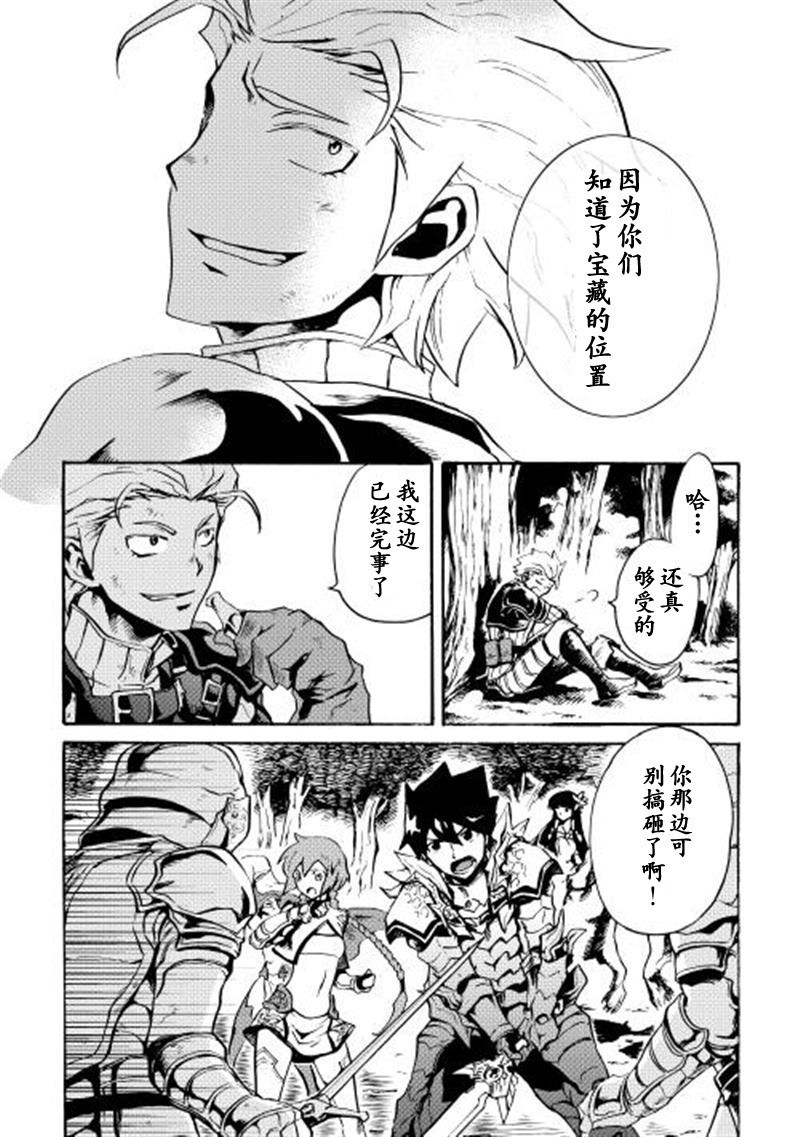 因为你们
知道了宝藏的位置
哈…
还真
够受的
我这边
已经完事了
你那边可
别搞砸了啊！